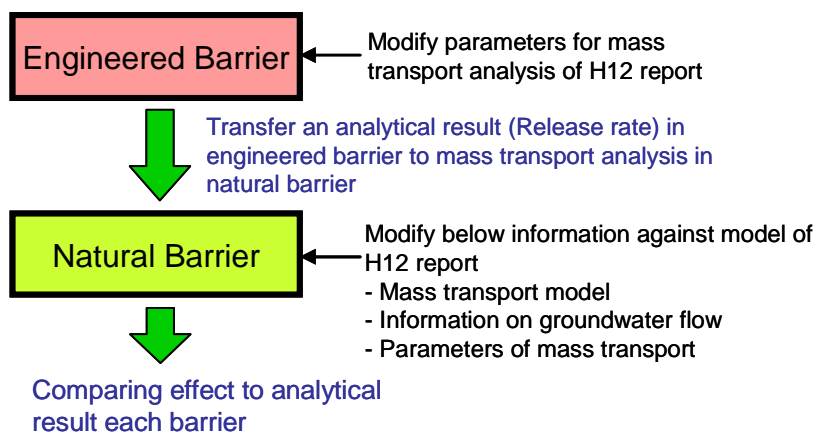 Engineered Barrier
Modify parameters for mass
transport analysis of H12 report
Transfer an analytical result (Release rate) in
engineered barrier to mass transport analysis in
natural barrier
Natural Barrier
Modify below information against model of
H12 report
- Mass transport model
- Information on groundwater flow
- Parameters of mass transport
Comparing effect to analytical
result each barrier